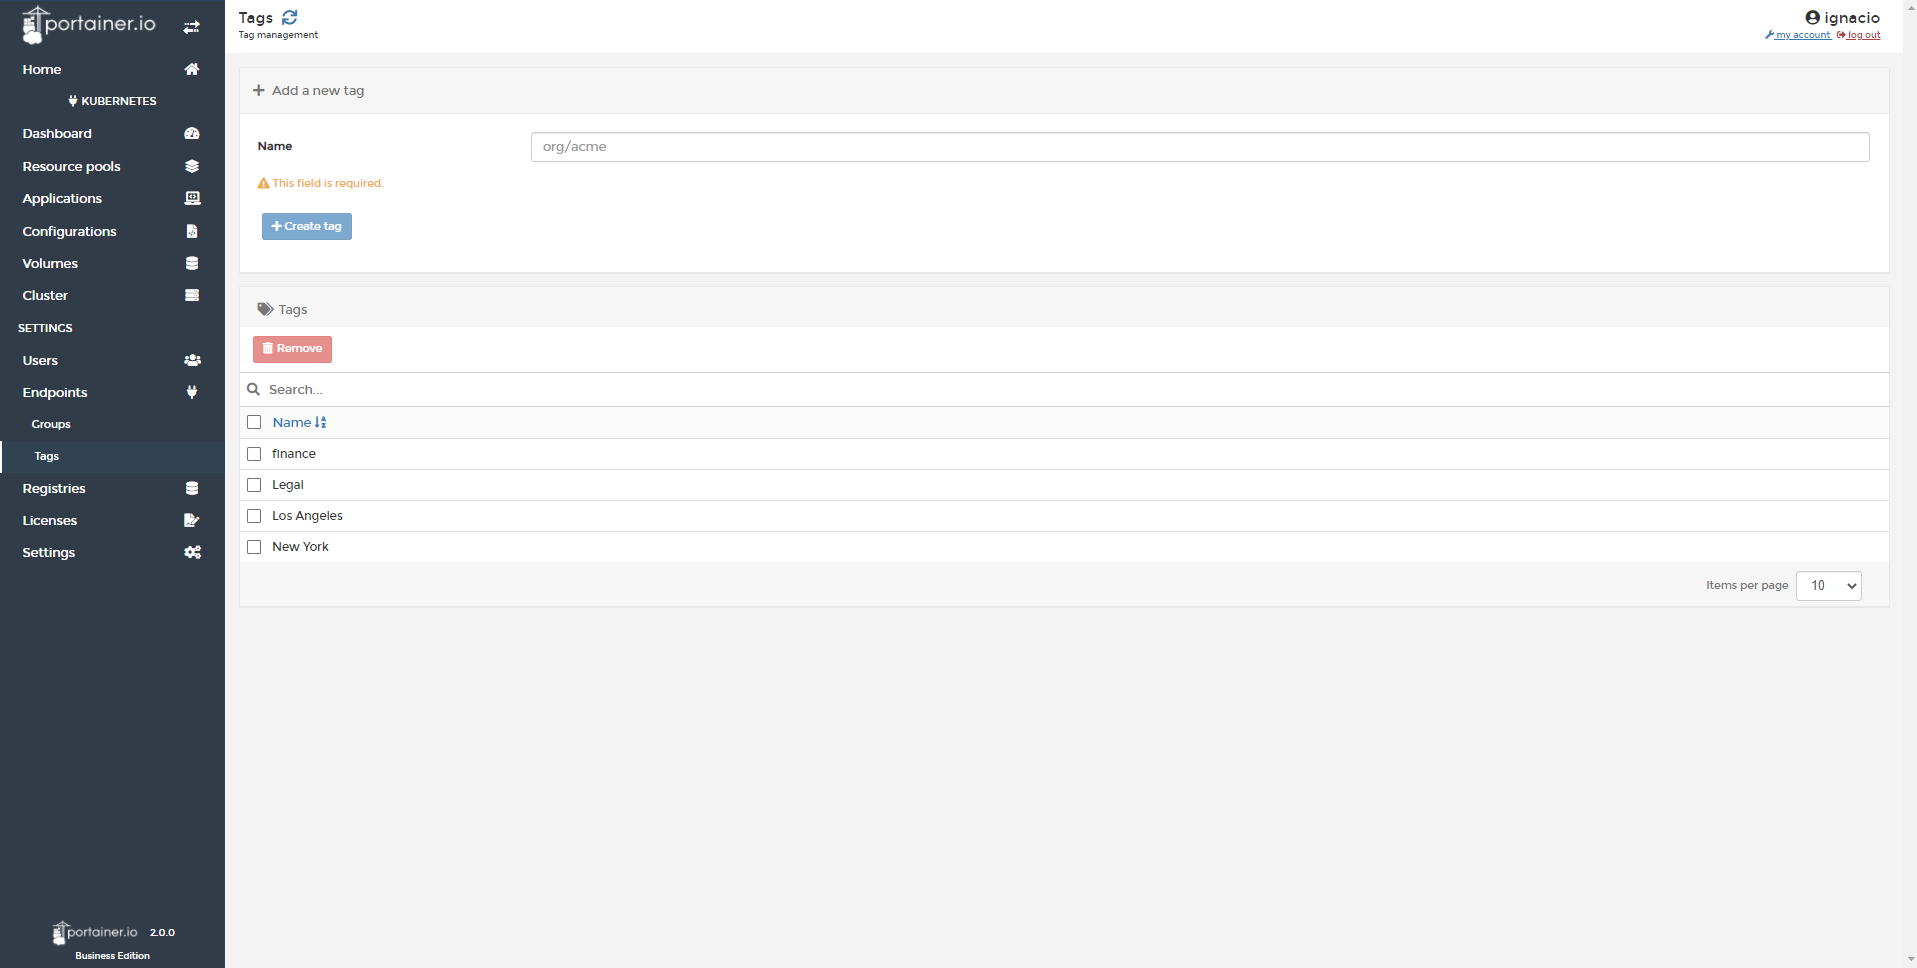 portainer.io
Home
KUBERNETES
Dashboard
Resource pools
Applications
Configurations
Volumes
Cluster
SETTINGS
Users
Endpoints
Groups
Tags
Registries
Licenses
Settings
portainer.io 2.0.0
Business Edition
Tags
Tag management
ignacio
my account log out
Add a new tag
Name
org/acme
This field is required.
Create tag
Tags
Remove
Search...
Name
finance
Legal
Los Angeles
New York
Items per page 10